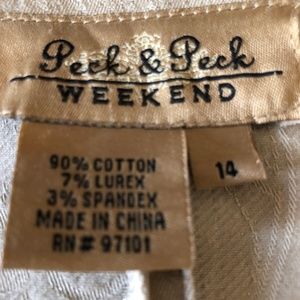 Peck & Peck
WEEKEND
90% COTTON
7% LUREX
3% SPANDEX
MADE IN CHINA
RN# 97101
14